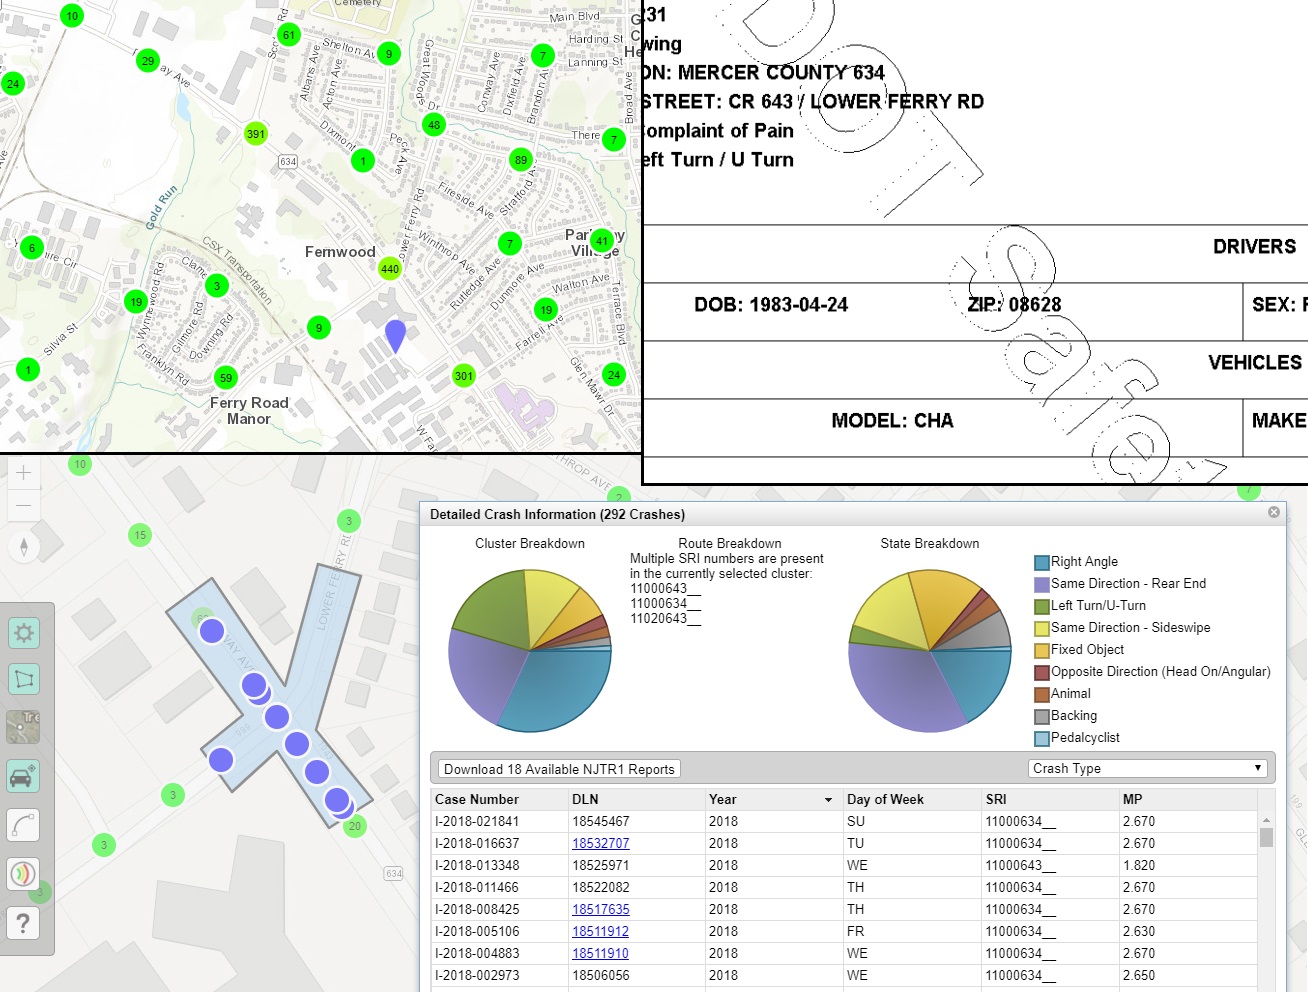 Cemetery
Main Blvd
Harding St
Lanning St
10
61
Shelton Av
9
7
29
ay Ave
24
Albans Ave
Acton Ave
Great Woods Dr
Conway Ave
Dixfield Ave
Brandon A
Broad Ave
391
Dixmont
48
There
7
634
1
Peck Ave
89
Stratford A
Gold Run
Fireside Ave
CSX Transportation
ower Ferry Rd
Fernwood
Winthrop Ave
7
41
Village
6
ire Cir
440
Rutledge Ave
Dunmore Ave
Walton Ave
Terrace Blvd
Clama
3
19
Wynnewood Rd
Gilmore Rd
Downing Rd
9
19
Farrell Ave
Silvia St
1
Franklyn Rd
59
301
24
Glen Mawr Dr
Ferry Road
Manor
W Fa
231
wing
ON: MERCER COUNTY 634
STREET: CR 643 / LOWER FERRY RD
omplaint of Pain
eft Turn / U Turn
DOT Safe
DRIVERS
DOB: 1983-04-24 ZIP: 08628 SEX: F
VEHICLES
MODEL: CHA MAKE
10
THROP AVE
2
7
15
3
LOWER FERRY RD
VAY AV
3
3
20
634
3
?
Detailed Crash Information (292 Crashes)
Cluster Breakdown
Route Breakdown
Multiple SRI numbers are present
in the currently selected cluster:
11000643__
11000634__
11020643__
State Breakdown
Right Angle
Same Direction - Rear End
Left Turn/U-Turn
Same Direction - Sideswipe
Fixed Object
Opposite Direction (Head On/Angular)
Animal
Backing
Pedalcyclist
Download 18 Available NJTR1 Reports
Crash Type
Case Number DLN Year Day of Week SRI MP
I-2018-021841 18545467 2018 SU 11000634__ 2.670
I-2018-016637 18532707 2018 TU 11000634__ 2.670
I-2018-013348 18525971 2018 WE 11000643__ 1.820
I-2018-011466 18522082 2018 TH 11000634__ 2.670
I-2018-008425 18517635 2018 TH 11000634__ 2.670
I-2018-005106 18511912 2018 FR 11000634__ 2.630
I-2018-004883 18511910 2018 WE 11000634__ 2.670
I-2018-002973 18506056 2018 WE 11000634__ 2.650